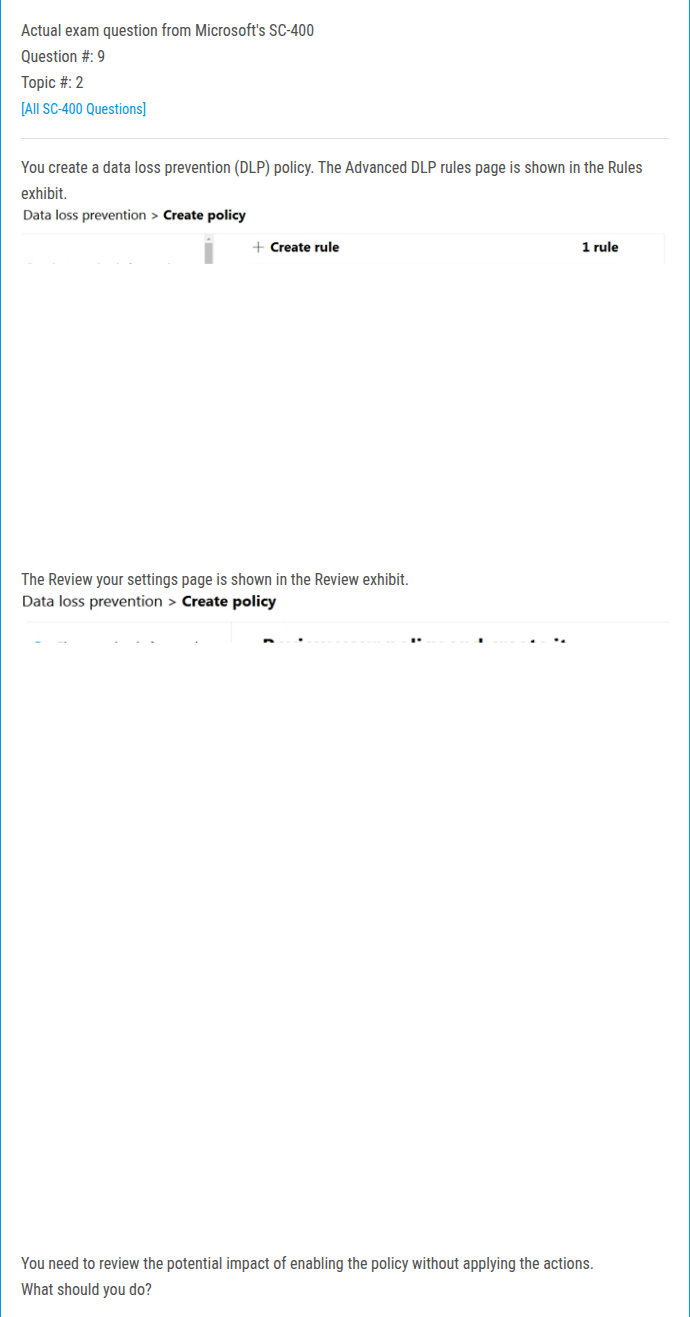 Actual exam question from Microsoft's SC-400
Question #: 9
Topic #: 2
[All SC-400 Questions]
You create a data loss prevention (DLP) policy. The Advanced DLP rules page is shown in the Rules
exhibit.
Data loss prevention > Create policy
+ Create rule 1 rule
The Review your settings page is shown in the Review exhibit.
Data loss prevention > Create policy
You need to review the potential impact of enabling the policy without applying the actions.
What should you do?